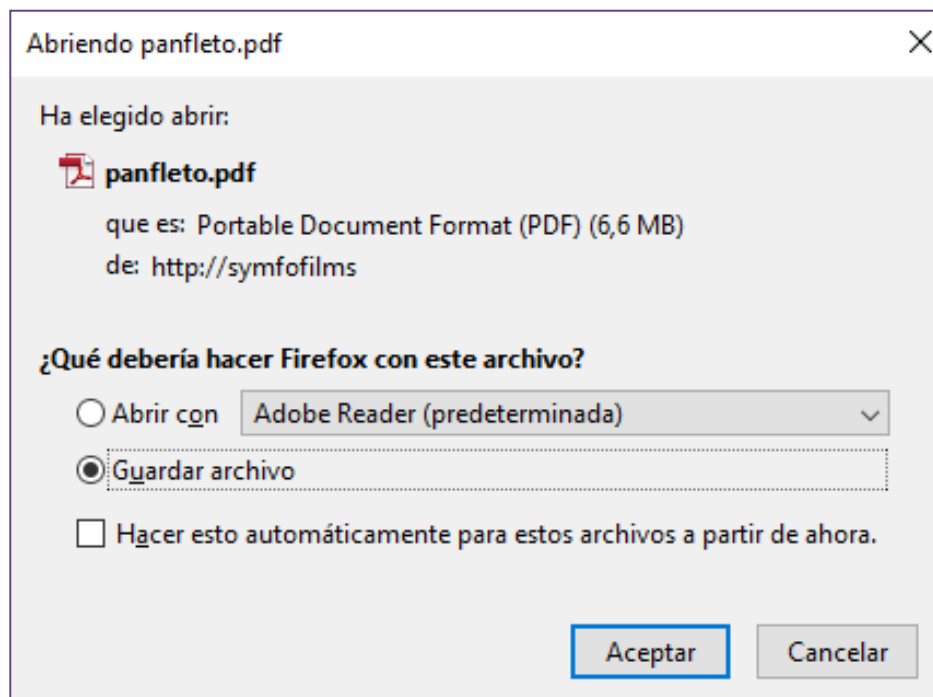 Abriendo panfleto.pdf
Ha elegido abrir:
panfleto.pdf
que es: Portable Document Format (PDF) (6,6 MB)
de: http://symfofilms
¿Qué debería hacer Firefox con este archivo?
Abrir con Adobe Reader (predeterminada)
Guardar archivo
Hacer esto automáticamente para estos archivos a partir de ahora.
Aceptar Cancelar